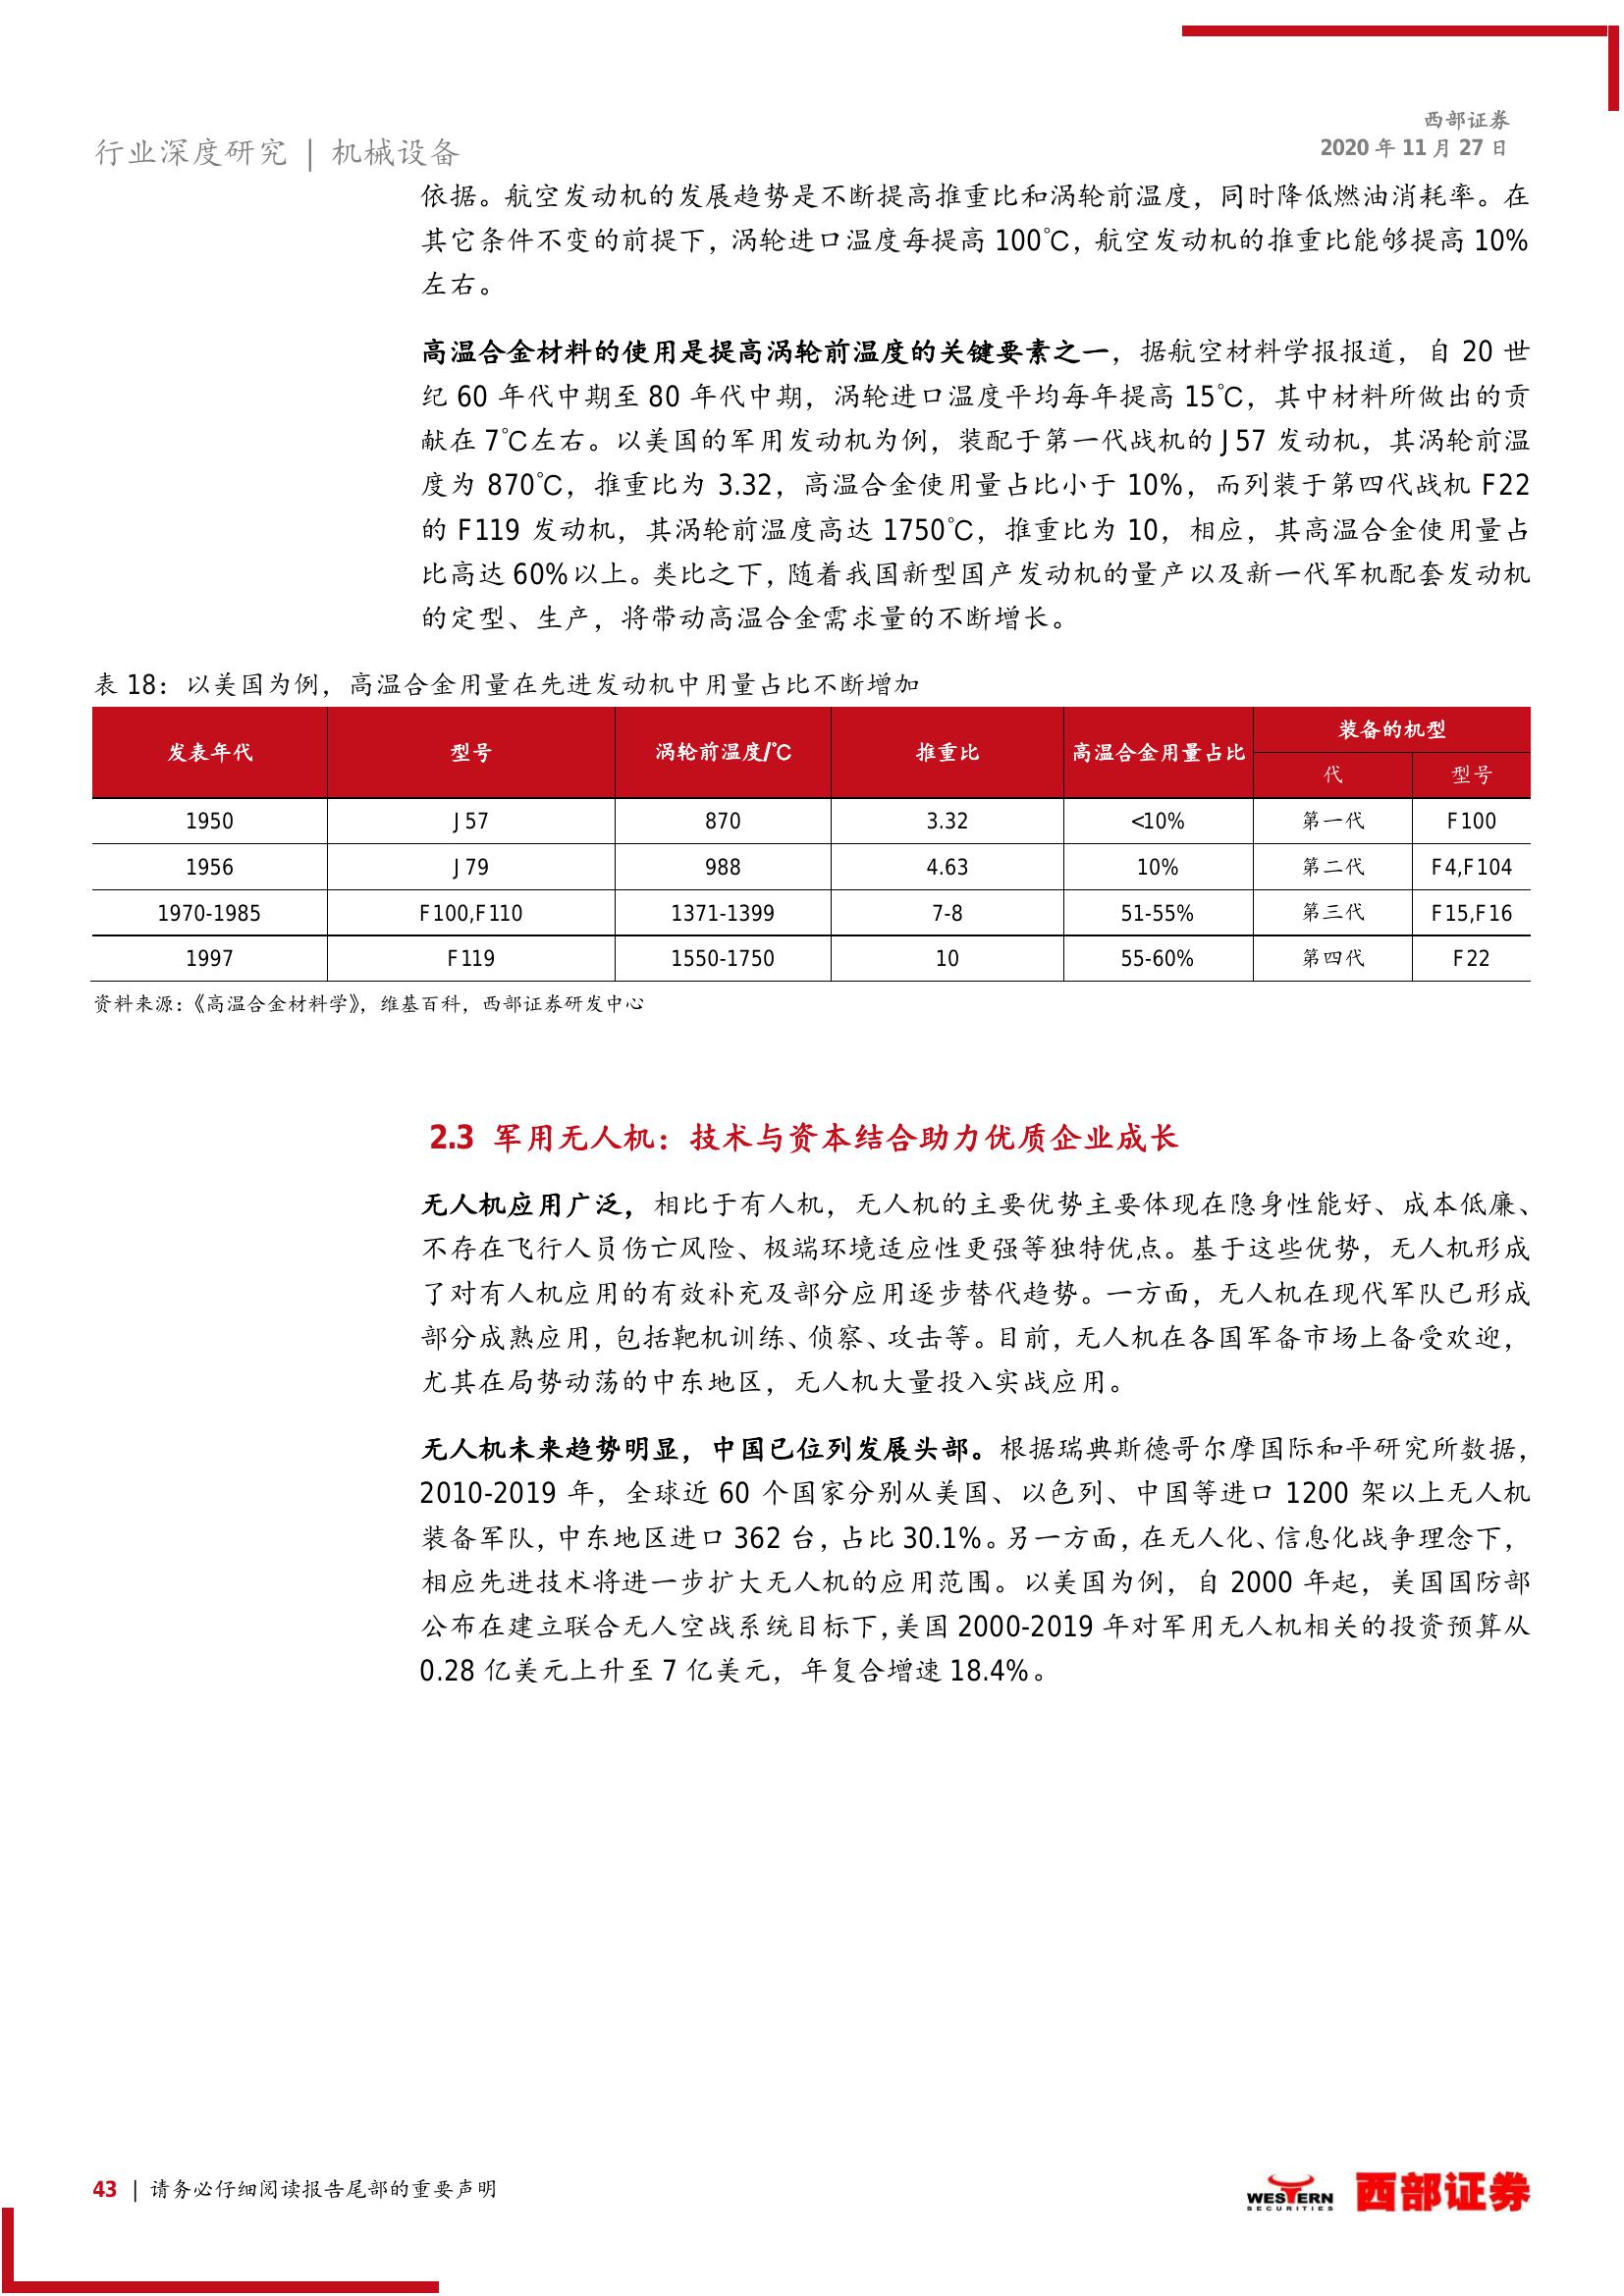 西部证券
行业深度研究 | 机械设备
2020 年 11 月 27 日
依据。航空发动机的发展趋势是不断提高推重比和涡轮前温度，同时降低燃油消耗率。在
其它条件不变的前提下，涡轮进口温度每提高 100℃，航空发动机的推重比能够提高 10%
左右。
高温合金材料的使用是提高涡轮前温度的关键要素之一，据航空材料学报报道，自 20 世
纪 60 年代中期至 80 年代中期，涡轮进口温度平均每年提高 15℃，其中材料所做出的贡
献在 7℃左右。以美国的军用发动机为例，装配于第一代战机的 J57 发动机，其涡轮前温
度为 870℃，推重比为 3.32，高温合金使用量占比小于 10%，而列装于第四代战机 F22
的 F119 发动机，其涡轮前温度高达 1750℃，推重比为 10，相应，其高温合金使用量占
比高达 60%以上。类比之下，随着我国新型国产发动机的量产以及新一代军机配套发动机
的定型、生产，将带动高温合金需求量的不断增长。
表 18：以美国为例，高温合金用量在先进发动机中用量占比不断增加
发表年代 型号 涡轮前温度/℃ 推重比 高温合金用量占比 装备的机型
代 型号
1950 J57 870 3.32 <10% 第一代 F100
1956 J79 988 4.63 10% 第二代 F4,F104
1970-1985 F100,F110 1371-1399 7-8 51-55% 第三代 F15,F16
1997 F119 1550-1750 10 55-60% 第四代 F22
资料来源：《高温合金材料学》，维基百科，西部证券研发中心
2.3 军用无人机：技术与资本结合助力优质企业成长
无人机应用广泛，相比于有人机，无人机的主要优势主要体现在隐身性能好、成本低廉、
不存在飞行人员伤亡风险、极端环境适应性更强等独特优点。基于这些优势，无人机形成
了对有人机应用的有效补充及部分应用逐步替代趋势。一方面，无人机在现代军队已形成
部分成熟应用，包括靶机训练、侦察、攻击等。目前，无人机在各国军备市场上备受欢迎，
尤其在局势动荡的中东地区，无人机大量投入实战应用。
无人机未来趋势明显，中国已位列发展头部。根据瑞典斯德哥尔摩国际和平研究所数据，
2010-2019 年，全球近 60 个国家分别从美国、以色列、中国等进口 1200 架以上无人机
装备军队，中东地区进口 362 台，占比 30.1%。另一方面，在无人化、信息化战争理念下，
相应先进技术将进一步扩大无人机的应用范围。以美国为例，自 2000 年起，美国国防部
公布在建立联合无人空战系统目标下，美国 2000-2019 年对军用无人机相关的投资预算从
0.28 亿美元上升至 7 亿美元，年复合增速 18.4%。
43 | 请务必仔细阅读报告尾部的重要声明
WESTERN
SECURITIES
西部证券